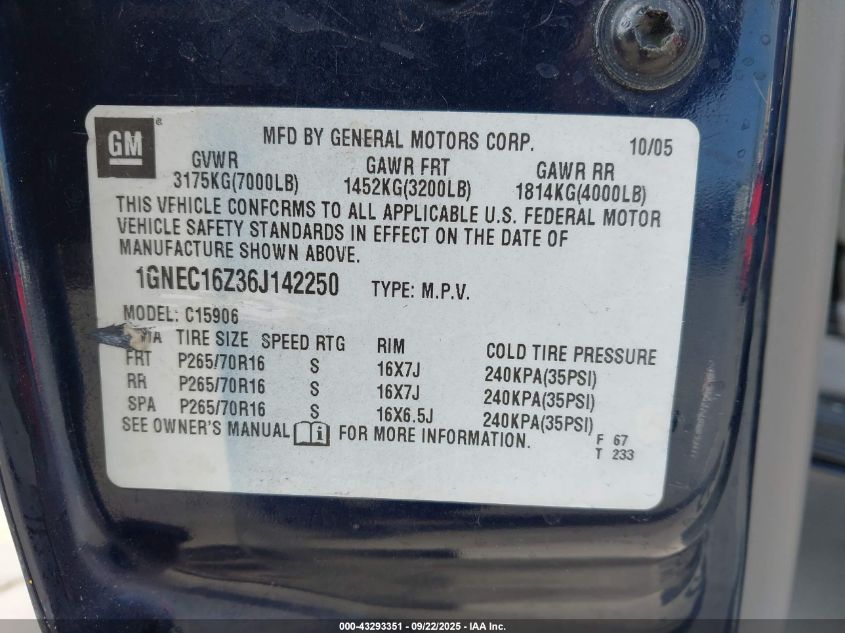 GM ®
MFD BY GENERAL MOTORS CORP. 10/05
GVWR GAWR FRT GAWR RR
3175KG(7000LB) 1452KG(3200LB) 1814KG(4000LB)
THIS VEHICLE CONFORMS TO ALL APPLICABLE U.S. FEDERAL MOTOR
VEHICLE SAFETY STANDARDS IN EFFECT ON THE DATE OF
MANUFACTURE SHOWN ABOVE.
1GNEC16Z36J142250 TYPE: M.P.V.
MODEL: C15906
TIRE SIZE SPEED RTG RIM COLD TIRE PRESSURE
FRT P265/70R16 S 16X7J 240KPA(35PSI)
RR P265/70R16 S 16X7J 240KPA(35PSI)
SPA P265/70R16 S 16X6.5J 240KPA(35PSI)
SEE OWNER'S MANUAL i FOR MORE INFORMATION.
F 67
T 233
000-43293351 - 09/22/2025 - IAA Inc.